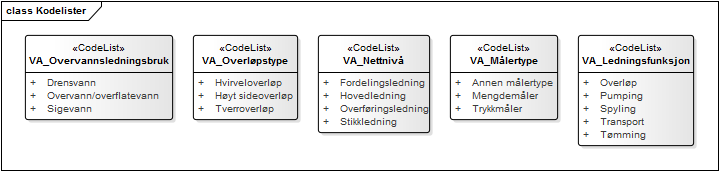 class Kodelister
«CodeList»
VA_Overvannsledningsbruk
+ Drensvann
+ Overvann/overflatevann
+ Sigevann
«CodeList»
VA_Overløpstype
+ Hvirveloverløp
+ Høyt sideoverløp
+ Tverroverløp
«CodeList»
VA_Nettnivå
+ Fordelingsledning
+ Hovedledning
+ Overføringsledning
+ Stikkledning
«CodeList»
VA_Målertype
+ Annen målertype
+ Mengdemåler
+ Trykkmåler
«CodeList»
VA_Ledningsfunksjon
+ Overløp
+ Pumping
+ Spyling
+ Transport
+ Tømming